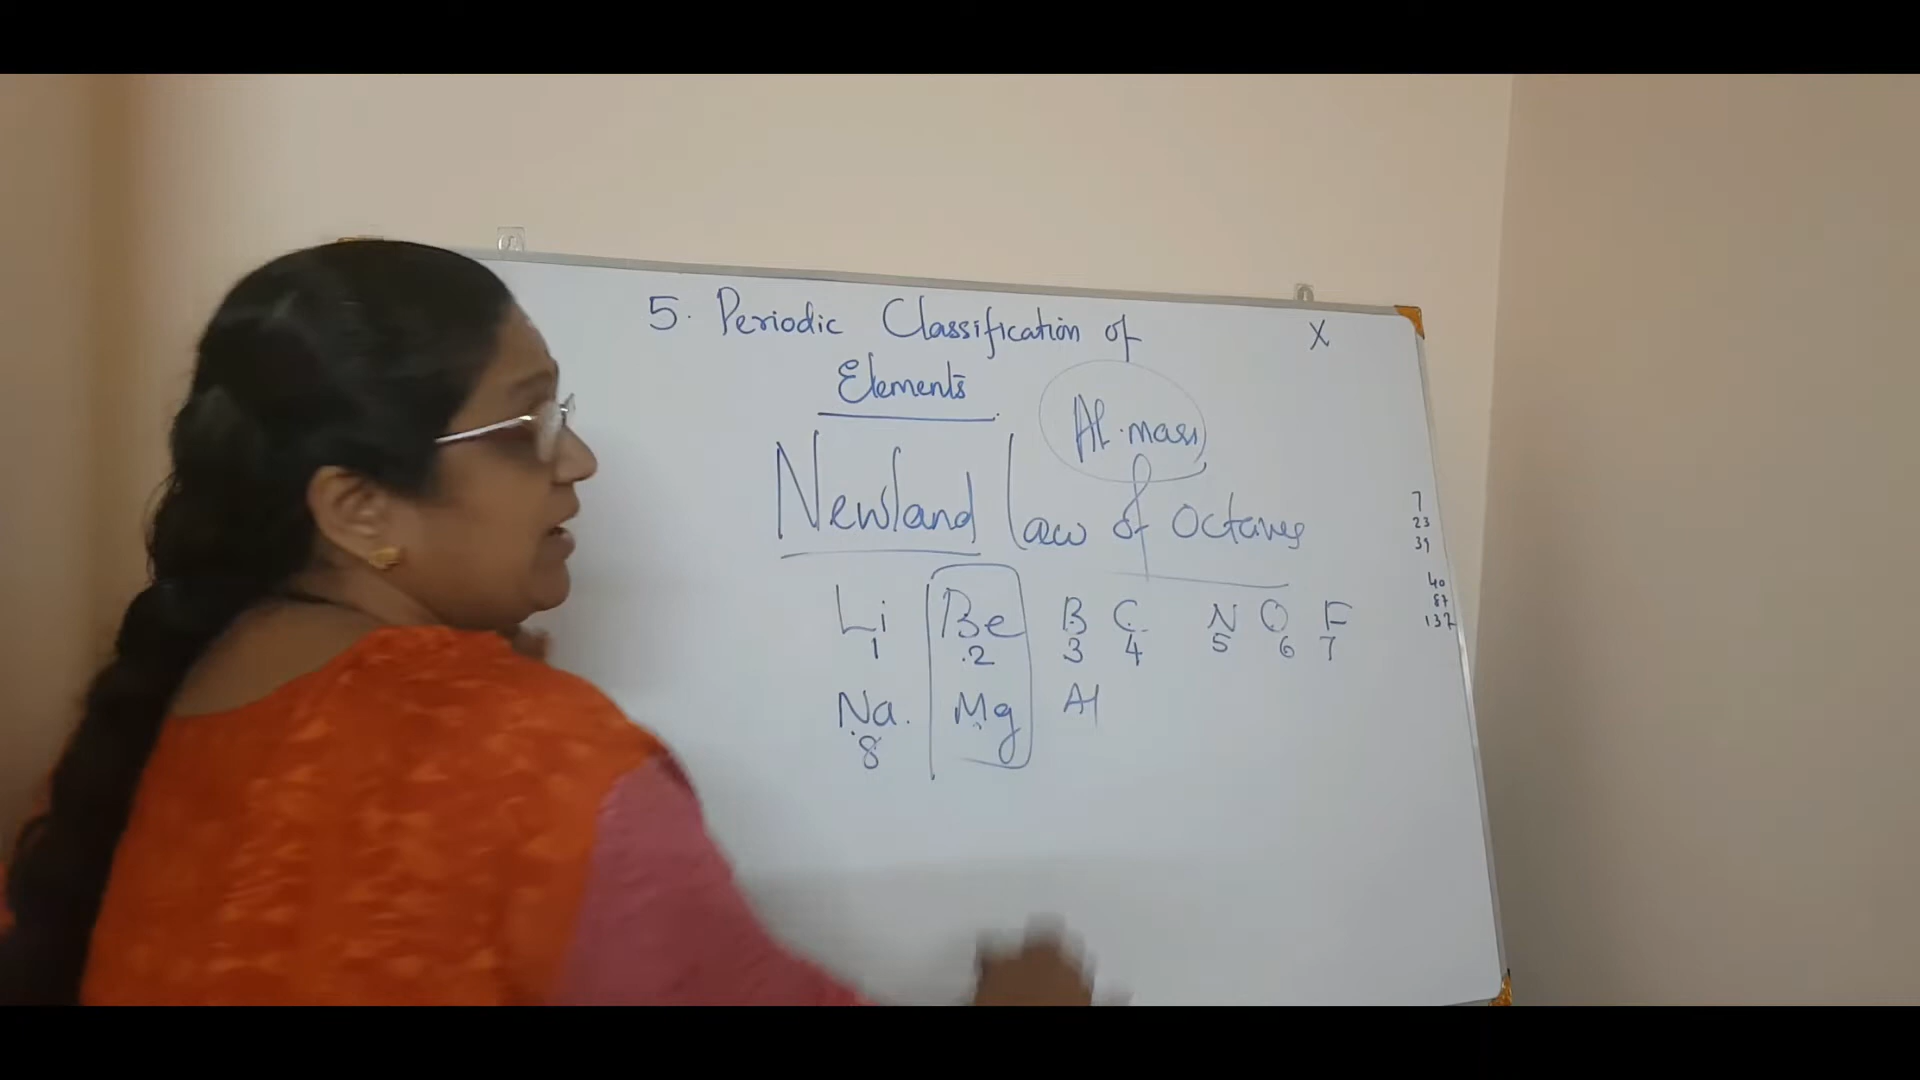 5. Periodic Classification of
X
Elements
At. mass
Newland Law of Octaves
7
23
39
40
87
137
Li Be B C N O F
1 2 3 4 5 6 7
Na. Mg Al
8